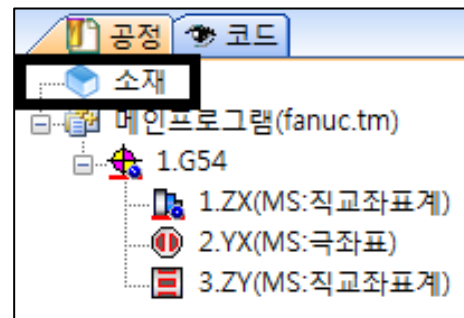 공정 코드
소재
메인프로그램(fanuc.tm)
1.G54
1.ZX(MS:직교좌표계)
2.YX(MS:극좌표)
3.ZY(MS:직교좌표계)